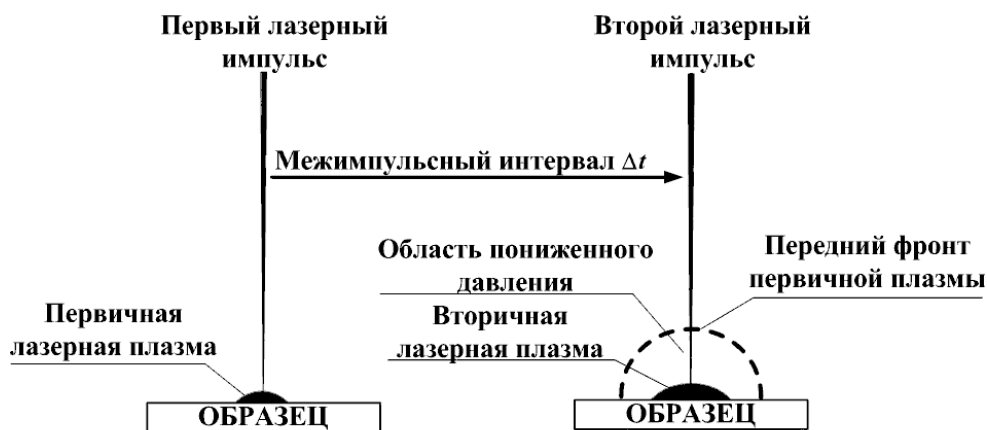 Первый лазерный
импульс
Второй лазерный
импульс
Межимпульсный интервал Δt
Область пониженного
давления
Передний фронт
первичной плазмы
Первичная
лазерная плазма
Вторичная
лазерная плазма
ОБРАЗЕЦ
ОБРАЗЕЦ